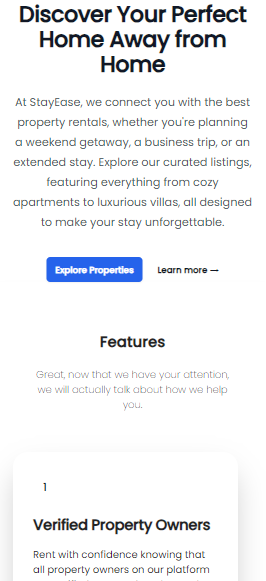 Discover Your Perfect
Home Away from
Home
At StayEase, we connect you with the best
property rentals, whether you're planning
a weekend getaway, a business trip, or an
extended stay. Explore our curated listings,
featuring everything from cozy
apartments to luxurious villas, all designed
to make your stay unforgettable.
Explore Properties Learn more →
Features
Great, now that we have your attention,
we will actually talk about how we help
you.
1
Verified Property Owners
Rent with confidence knowing that
all property owners on our platform